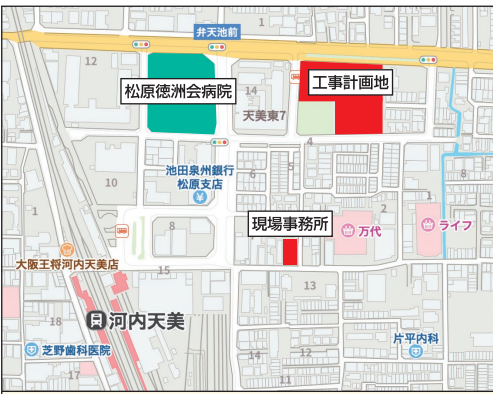 1
弁天池前
12
松原徳洲会病院
14
天美東7
工事計画地
4
池田泉州銀行
松原支店
10
6
5
1
8
現場事務所
2
万代
1
8
ライフ
大阪王将河内天美店
15
13
河内天美
18
芝野歯科医院
片平内科
14
12
17
11